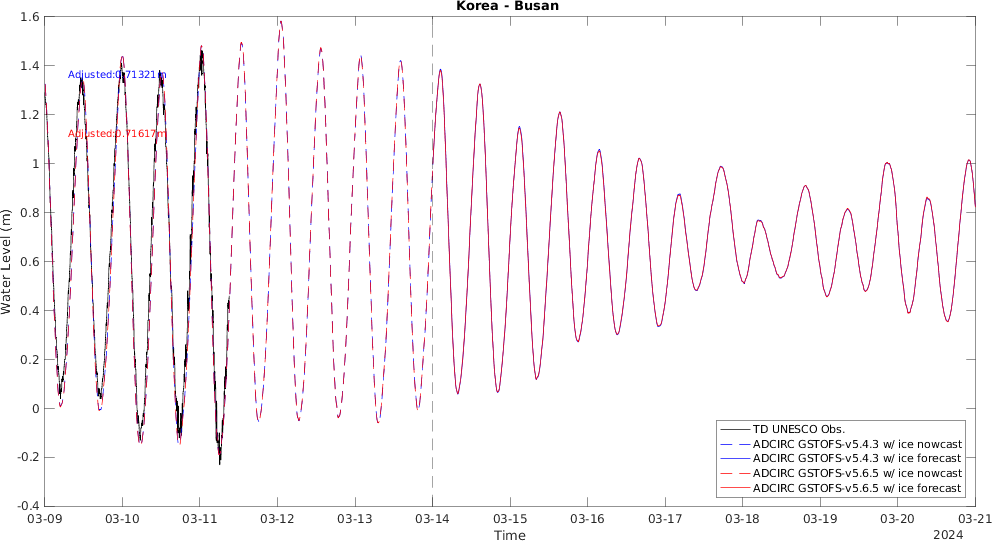 Korea - Busan
1.6
1.4
1.2
1
0.8
0.6
0.4
0.2
0
-0.2
-0.4
Water Level (m)
Adjusted:0.71321m
Adjusted:0.71617m
TD UNESCO Obs.
ADCIRC GSTOFS-v5.4.3 w/ ice nowcast
ADCIRC GSTOFS-v5.4.3 w/ ice forecast
ADCIRC GSTOFS-v5.6.5 w/ ice nowcast
ADCIRC GSTOFS-v5.6.5 w/ ice forecast
03-09 03-10 03-11 03-12 03-13 03-14 03-15 03-16 03-17 03-18 03-19 03-20 03-21
Time
2024